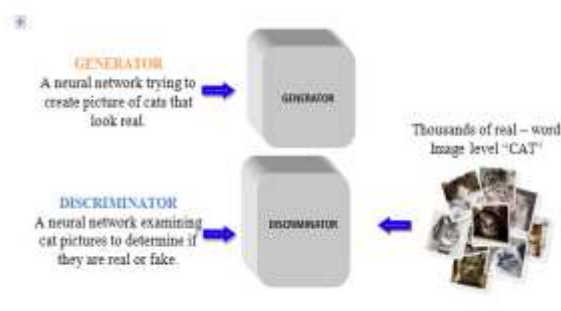 GENERATOR
A neural network trying to
create picture of cats that
look real.
GENERATOR
Thousands of real – word
Image level "CAT"
DISCRIMINATOR
A neural network examining
cat pictures to determine if
they are real or fake.
DISCRIMINATOR